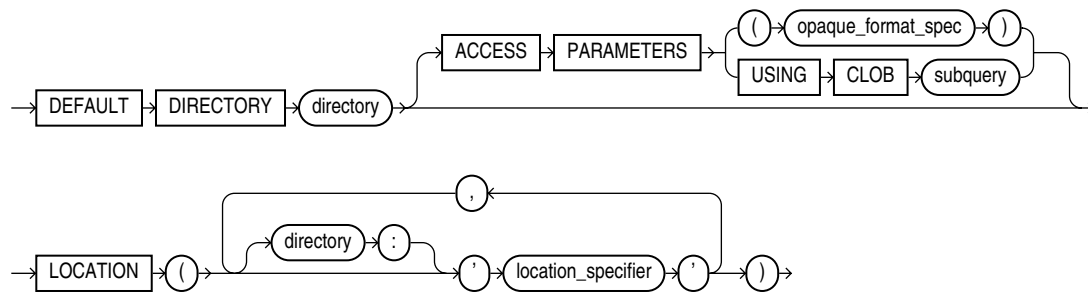 ACCESS PARAMETERS ( opaque_format_spec )
USING CLOB subquery
DEFAULT DIRECTORY directory
,
directory :
LOCATION ( ' location_specifier ' )